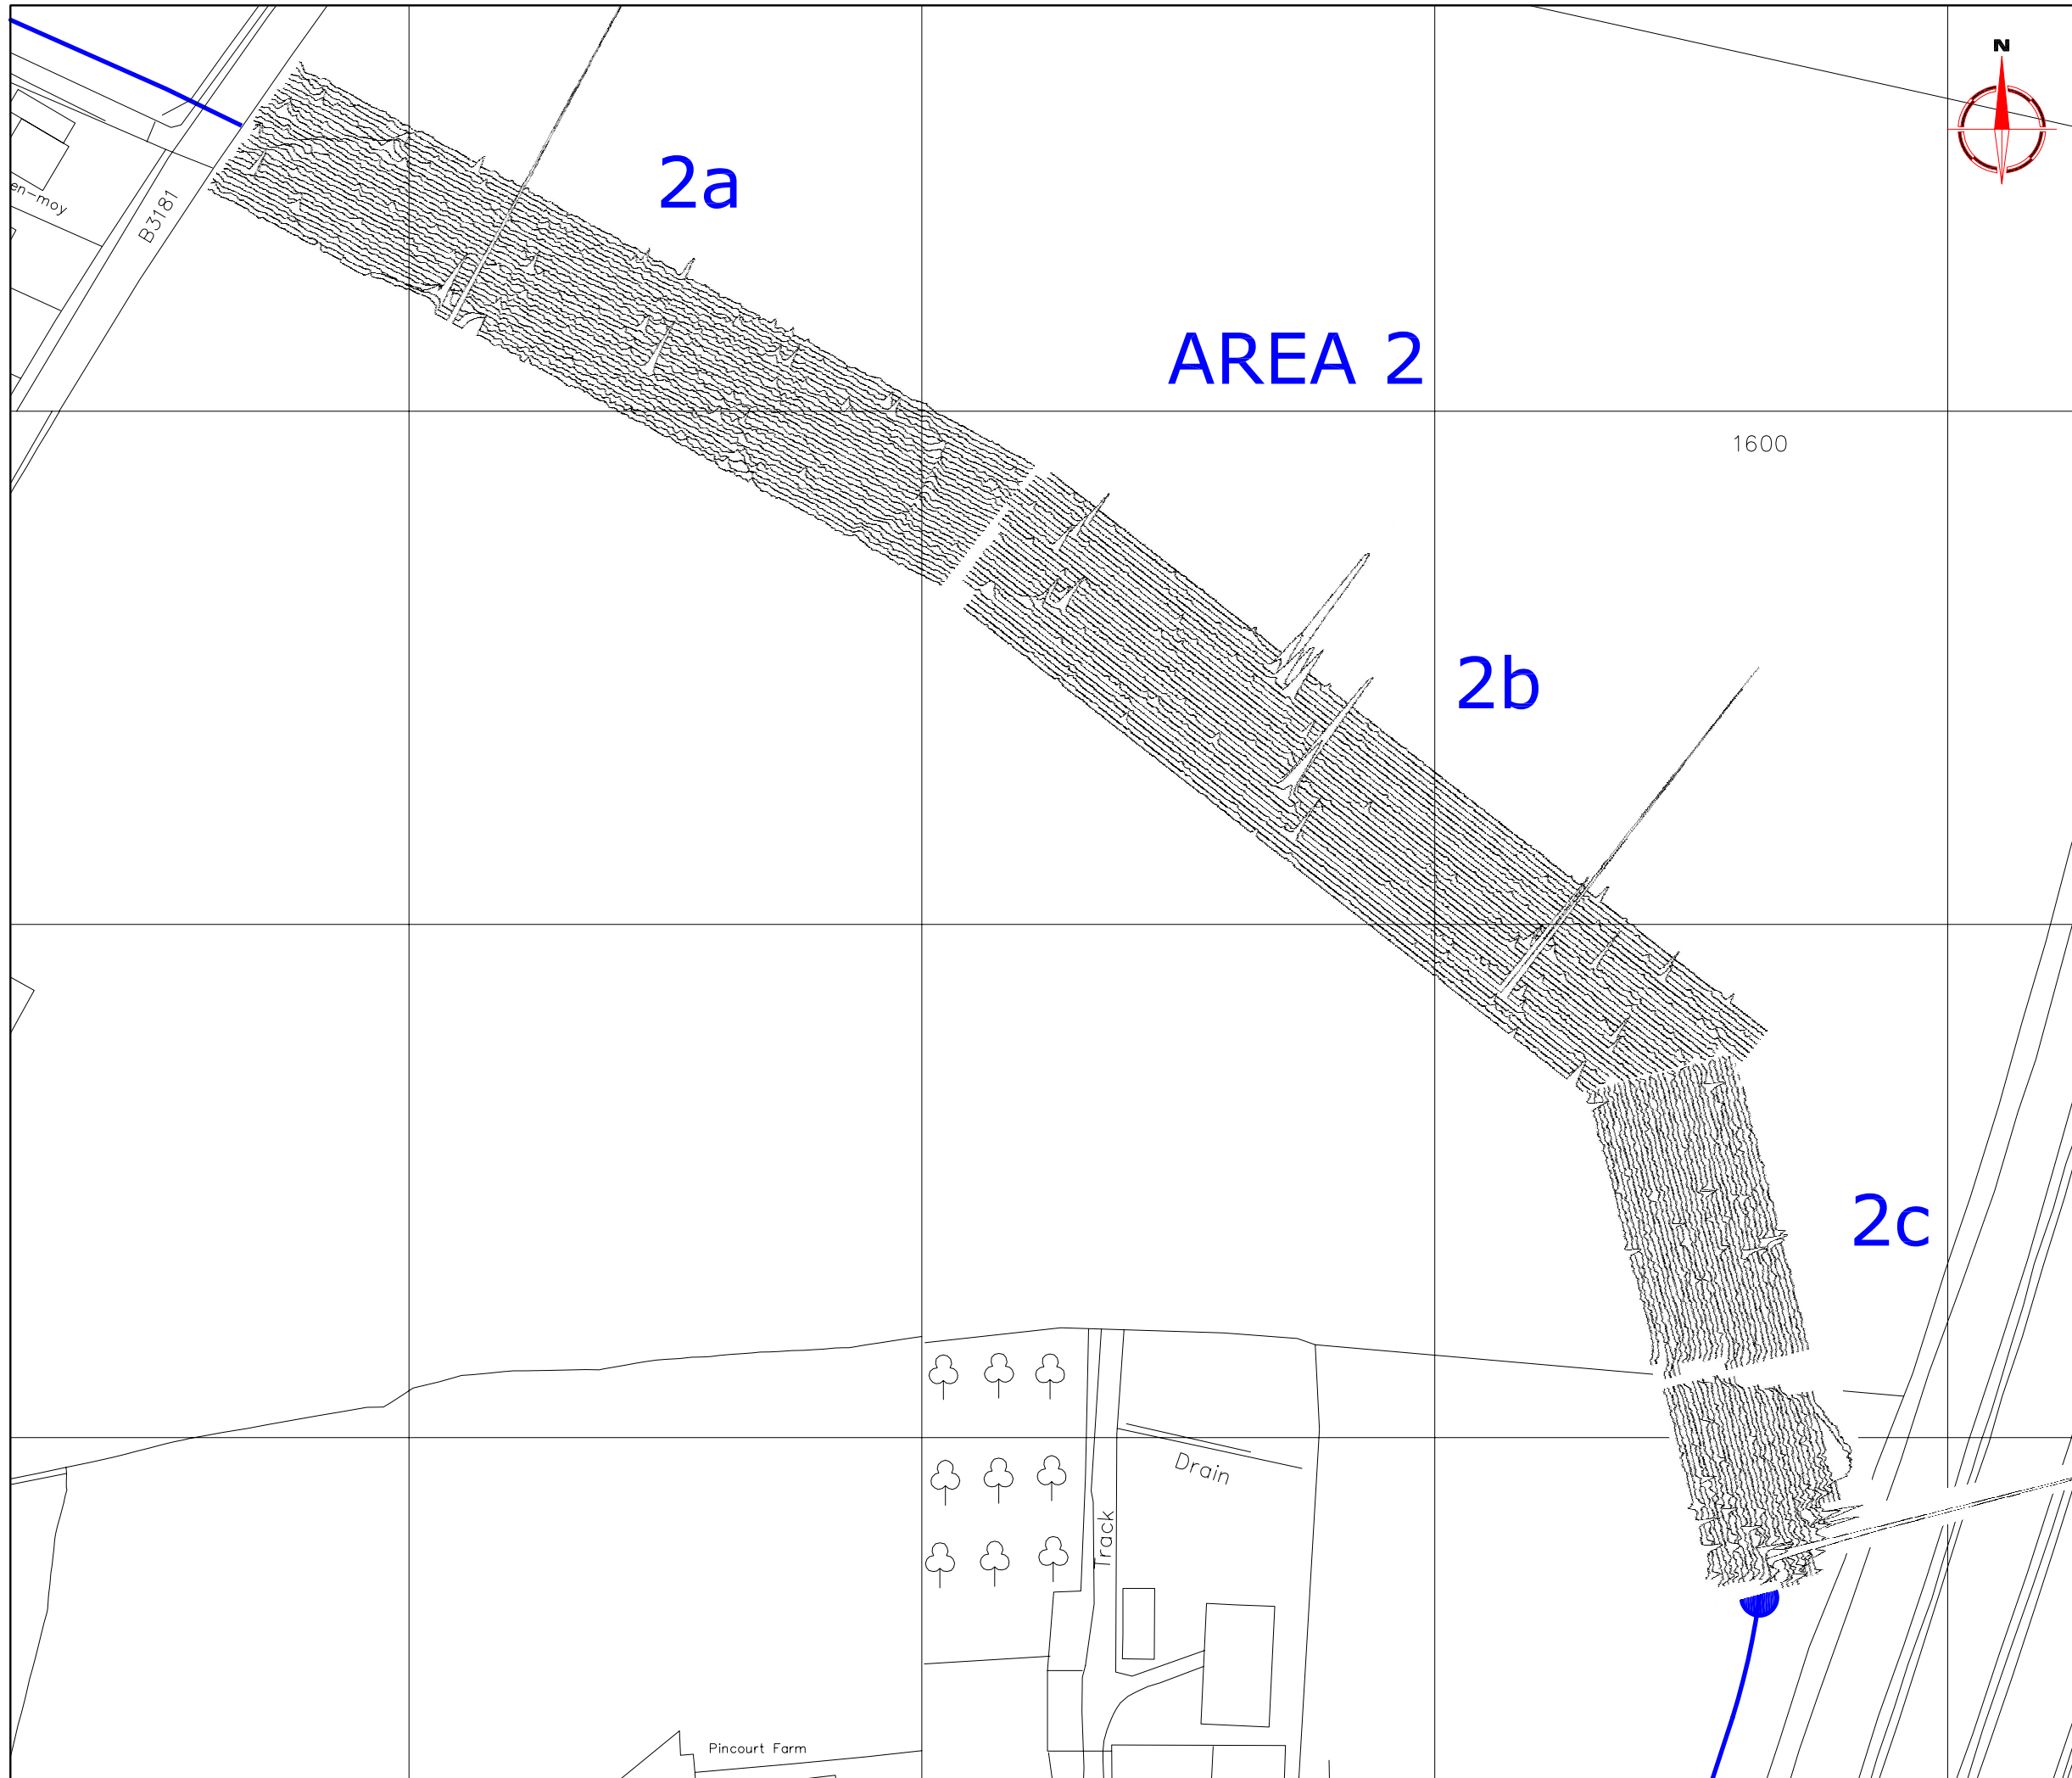 N
2a
en-moy
B3181
AREA 2
1600
2b
2c
Drain
Track
Pincourt Farm